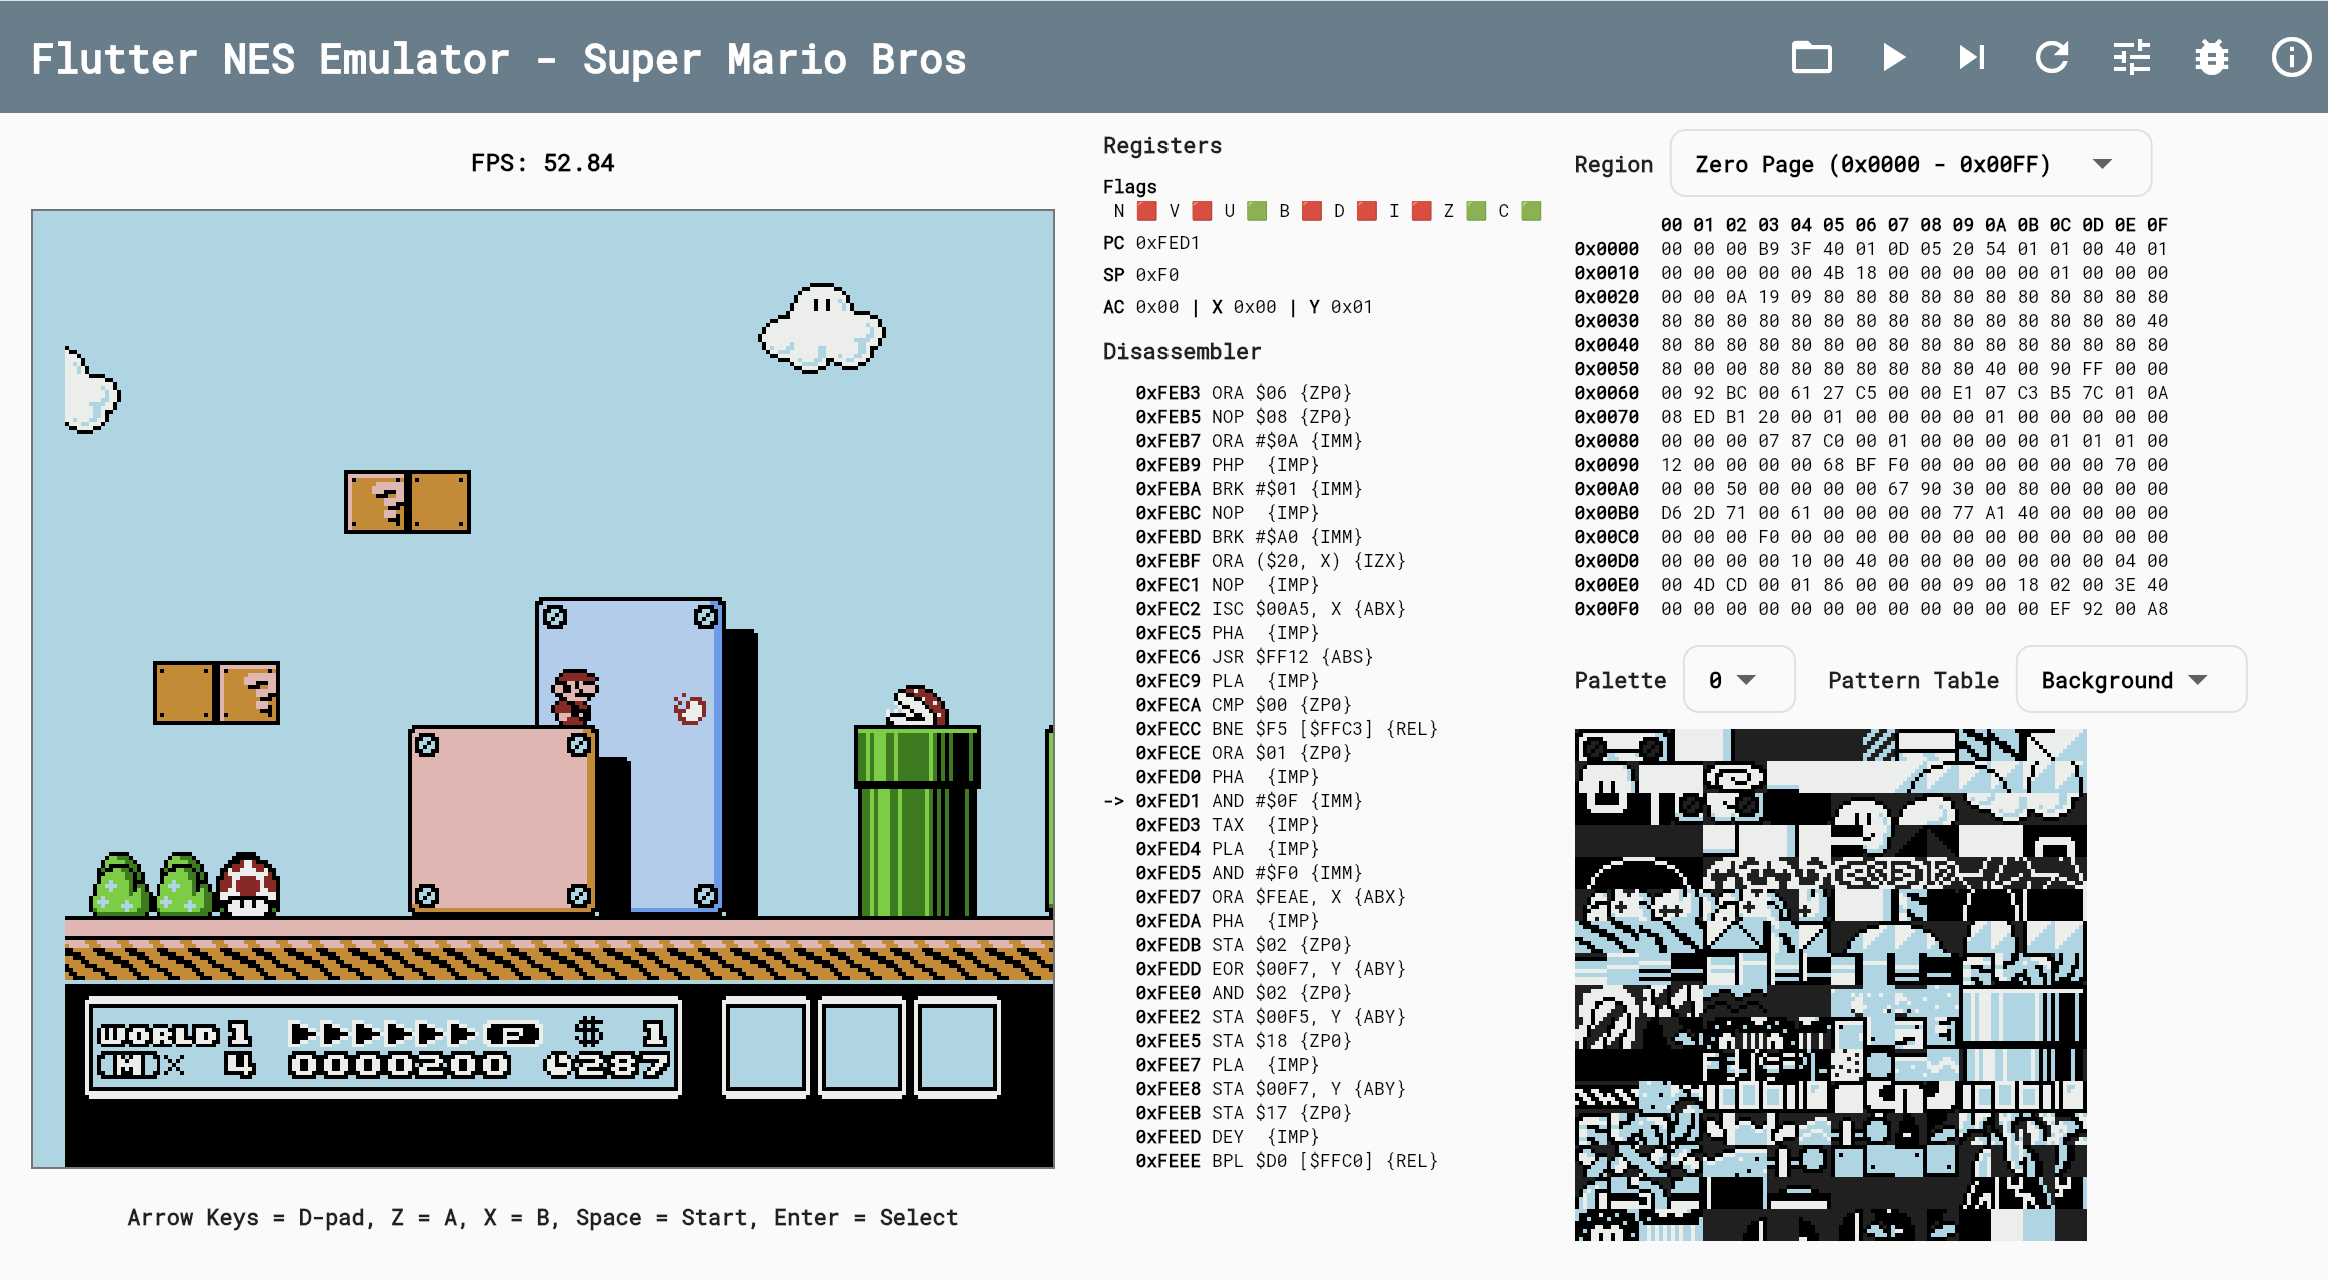 Flutter NES Emulator - Super Mario Bros
FPS: 52.84
WORLD 1 P $ 1
M × 4 0000200 287
Arrow Keys = D-pad, Z = A, X = B, Space = Start, Enter = Select
Registers
Flags
N V U B D I Z C
PC 0xFED1
SP 0xF0
AC 0x00 | X 0x00 | Y 0x01
Disassembler
0xFEB3 ORA $06 {ZP0}
0xFEB5 NOP $08 {ZP0}
0xFEB7 ORA #$0A {IMM}
0xFEB9 PHP {IMP}
0xFEBA BRK #$01 {IMM}
0xFEBC NOP {IMP}
0xFEBD BRK #$A0 {IMM}
0xFEBF ORA ($20, X) {IZX}
0xFEC1 NOP {IMP}
0xFEC2 ISC $00A5, X {ABX}
0xFEC5 PHA {IMP}
0xFEC6 JSR $FF12 {ABS}
0xFEC9 PLA {IMP}
0xFECA CMP $00 {ZP0}
0xFECC BNE $F5 [$FFC3] {REL}
0xFECE ORA $01 {ZP0}
0xFED0 PHA {IMP}
-> 0xFED1 AND #$0F {IMM}
0xFED3 TAX {IMP}
0xFED4 PLA {IMP}
0xFED5 AND #$F0 {IMM}
0xFED7 ORA $FEAE, X {ABX}
0xFEDA PHA {IMP}
0xFEDB STA $02 {ZP0}
0xFEDD EOR $00F7, Y {ABY}
0xFEE0 AND $02 {ZP0}
0xFEE2 STA $00F5, Y {ABY}
0xFEE5 STA $18 {ZP0}
0xFEE7 PLA {IMP}
0xFEE8 STA $00F7, Y {ABY}
0xFEEB STA $17 {ZP0}
0xFEED DEY {IMP}
0xFEEE BPL $D0 [$FFC0] {REL}
Region Zero Page (0x0000 - 0x00FF)
00 01 02 03 04 05 06 07 08 09 0A 0B 0C 0D 0E 0F
0x0000 00 00 00 B9 3F 40 01 0D 05 20 54 01 01 00 40 01
0x0010 00 00 00 00 00 4B 18 00 00 00 00 00 01 00 00 00
0x0020 00 00 0A 19 09 80 80 80 80 80 80 80 80 80 80 80
0x0030 80 80 80 80 80 80 80 80 80 80 80 80 80 80 80 40
0x0040 80 80 80 80 80 80 00 80 80 80 80 80 80 80 80 80
0x0050 80 00 00 80 80 80 80 80 80 80 40 00 90 FF 00 00
0x0060 00 92 BC 00 61 27 C5 00 00 E1 07 C3 B5 7C 01 0A
0x0070 08 ED B1 20 00 01 00 00 00 00 01 00 00 00 00 00
0x0080 00 00 00 07 87 C0 00 01 00 00 00 00 01 01 01 00
0x0090 12 00 00 00 00 68 BF F0 00 00 00 00 00 00 70 00
0x00A0 00 00 50 00 00 00 00 67 90 30 00 80 00 00 00 00
0x00B0 D6 2D 71 00 61 00 00 00 00 77 A1 40 00 00 00 00
0x00C0 00 00 00 F0 00 00 00 00 00 00 00 00 00 00 00 00
0x00D0 00 00 00 00 10 00 40 00 00 00 00 00 00 00 04 00
0x00E0 00 4D CD 00 01 86 00 00 00 09 00 18 02 00 3E 40
0x00F0 00 00 00 00 00 00 00 00 00 00 00 00 EF 92 00 A8
Palette 0 Pattern Table Background